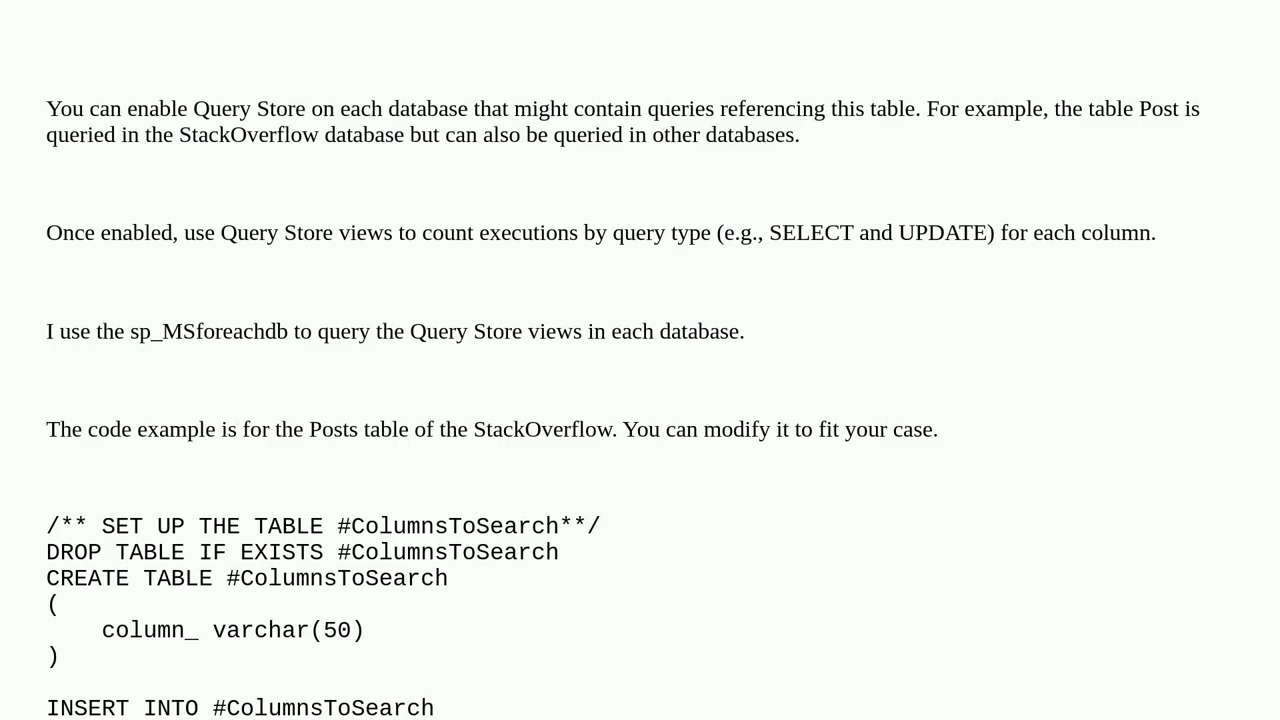 You can enable Query Store on each database that might contain queries referencing this table. For example, the table Post is
queried in the StackOverflow database but can also be queried in other databases.
Once enabled, use Query Store views to count executions by query type (e.g., SELECT and UPDATE) for each column.
I use the sp_MSforeachdb to query the Query Store views in each database.
The code example is for the Posts table of the StackOverflow. You can modify it to fit your case.
/** SET UP THE TABLE #ColumnsToSearch**/
DROP TABLE IF EXISTS #ColumnsToSearch
CREATE TABLE #ColumnsToSearch
(
    column_ varchar(50)
)
INSERT INTO #ColumnsToSearch